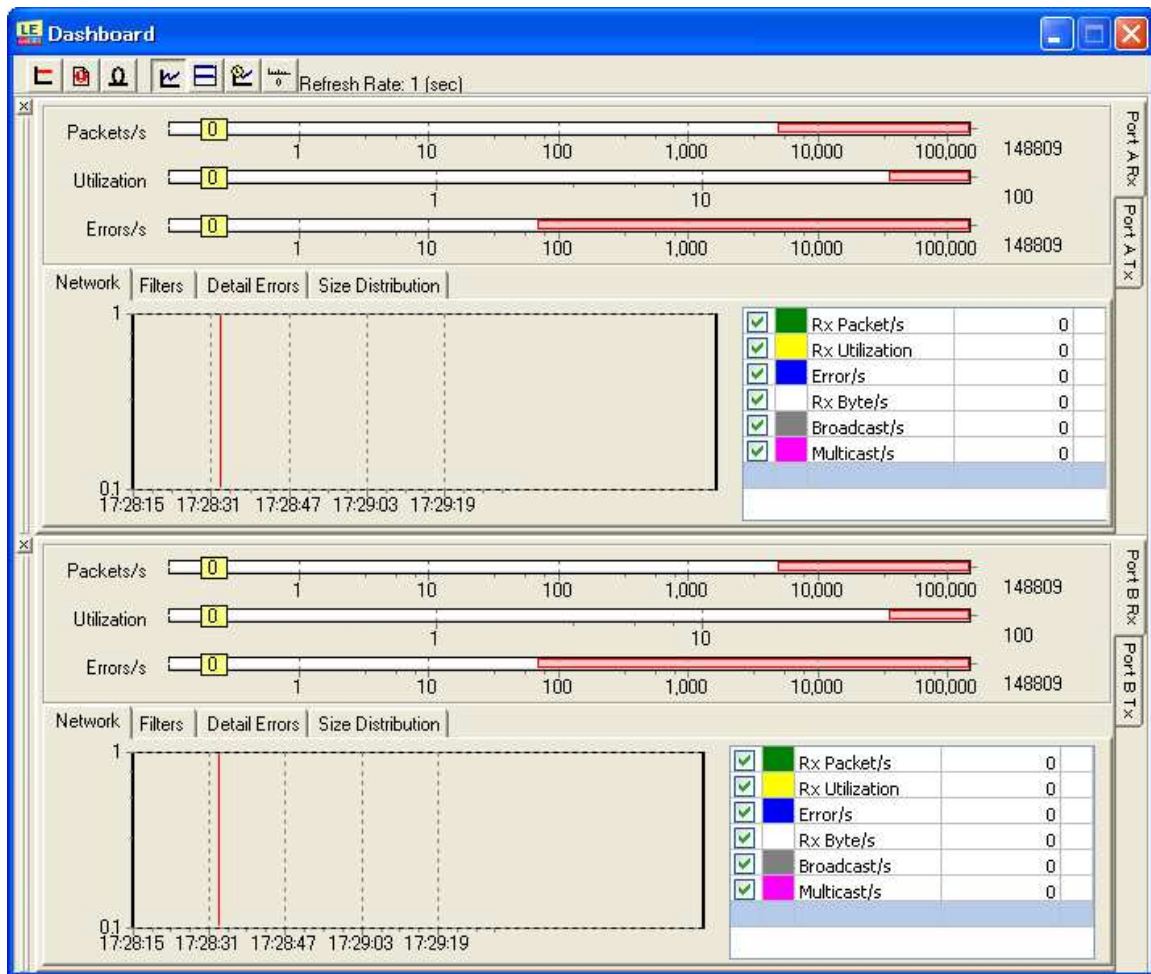 LE Dashboard
Refresh Rate: 1 (sec)
Packets/s 0 1 10 100 1,000 10,000 100,000 148809
Utilization 0 1 10 100
Errors/s 0 1 10 100 1,000 10,000 100,000 148809
Port A Rx
Port A Tx
Network Filters Detail Errors Size Distribution
1
0.1
17:28:15 17:28:31 17:28:47 17:29:03 17:29:19
Rx Packet/s 0
Rx Utilization 0
Error/s 0
Rx Byte/s 0
Broadcast/s 0
Multicast/s 0
Packets/s 0 1 10 100 1,000 10,000 100,000 148809
Utilization 0 1 10 100
Errors/s 0 1 10 100 1,000 10,000 100,000 148809
Port B Rx
Port B Tx
Network Filters Detail Errors Size Distribution
1
0.1
17:28:15 17:28:31 17:28:47 17:29:03 17:29:19
Rx Packet/s 0
Rx Utilization 0
Error/s 0
Rx Byte/s 0
Broadcast/s 0
Multicast/s 0